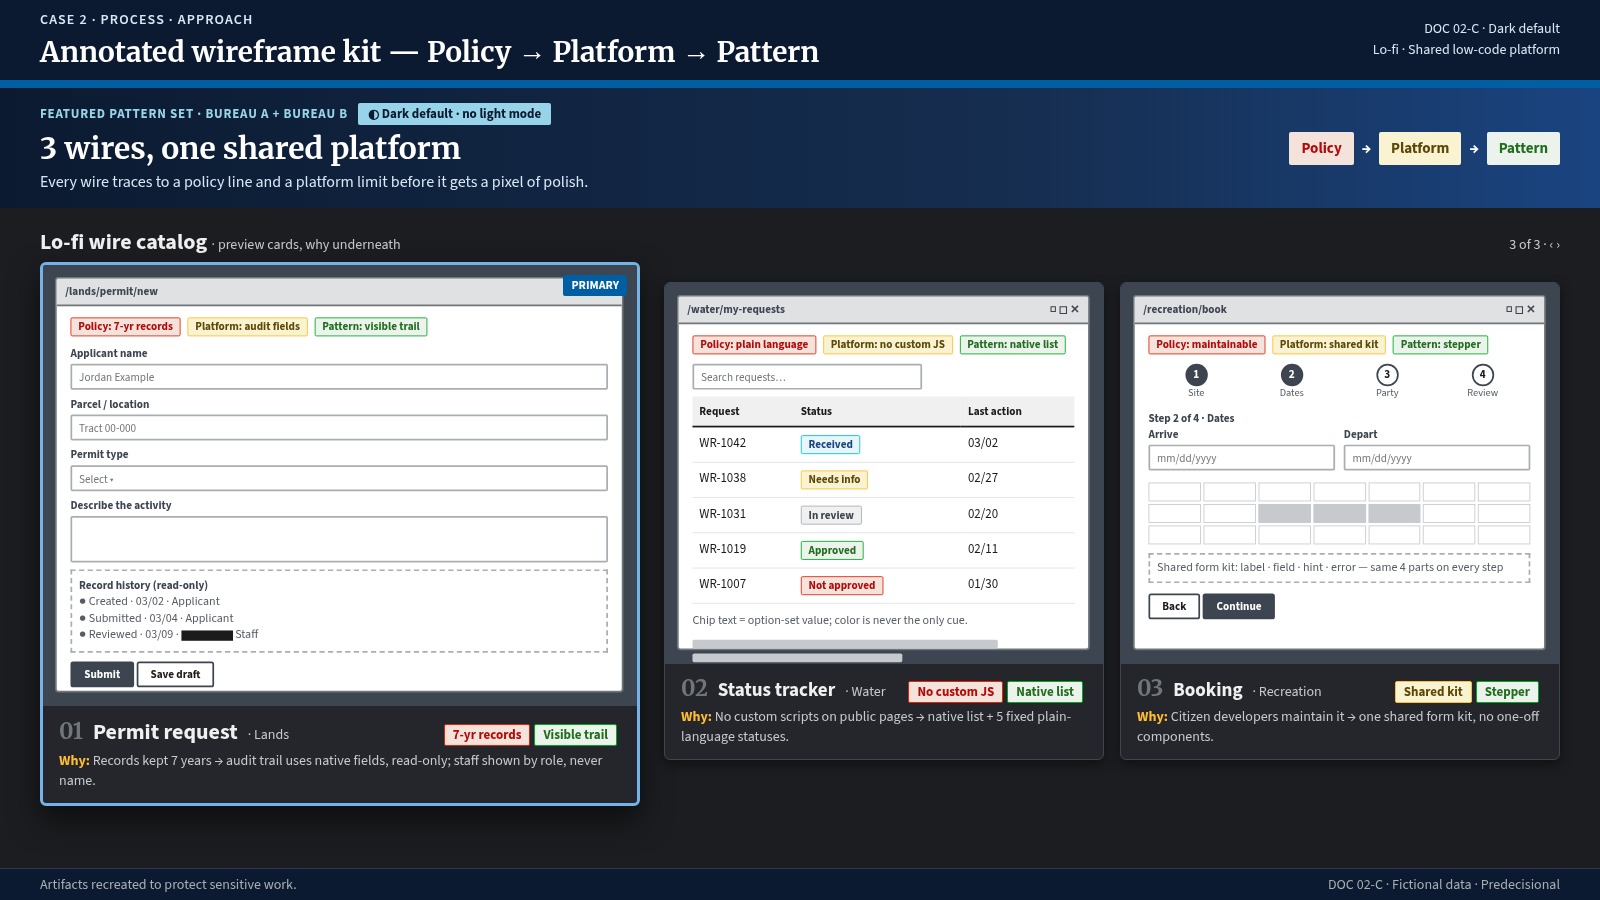 CASE 2 · PROCESS · APPROACH
Annotated wireframe kit — Policy → Platform → Pattern
DOC 02-C · Dark default
Lo-fi · Shared low-code platform
FEATURED PATTERN SET · BUREAU A + BUREAU B
◐ Dark default · no light mode
3 wires, one shared platform
Every wire traces to a policy line and a platform limit before it gets a pixel of polish.
Policy → Platform → Pattern
Lo-fi wire catalog · preview cards, why underneath
3 of 3 · ‹ ›
/lands/permit/new
PRIMARY
Policy: 7-yr records
Platform: audit fields
Pattern: visible trail
Applicant name
Jordan Example
Parcel / location
Tract 00-000
Permit type
Select ▾
Describe the activity
Record history (read-only)
● Created · 03/02 · Applicant
● Submitted · 03/04 · Applicant
● Reviewed · 03/09 · Staff
Submit
Save draft
01 Permit request · Lands
7-yr records
Visible trail
Why: Records kept 7 years → audit trail uses native fields, read-only; staff shown by role, never
name.
/water/my-requests
Policy: plain language
Platform: no custom JS
Pattern: native list
Search requests…
Request Status Last action
WR-1042 Received 03/02
WR-1038 Needs info 02/27
WR-1031 In review 02/20
WR-1019 Approved 02/11
WR-1007 Not approved 01/30
Chip text = option-set value; color is never the only cue.
02 Status tracker · Water
No custom JS
Native list
Why: No custom scripts on public pages → native list + 5 fixed plain-
language statuses.
/recreation/book
Policy: maintainable
Platform: shared kit
Pattern: stepper
1 2 3 4
Site Dates Party Review
Step 2 of 4 · Dates
Arrive Depart
mm/dd/yyyy mm/dd/yyyy
Shared form kit: label · field · hint · error — same 4 parts on every step
Back
Continue
03 Booking · Recreation
Shared kit
Stepper
Why: Citizen developers maintain it → one shared form kit, no one-off
components.
Artifacts recreated to protect sensitive work.
DOC 02-C · Fictional data · Predecisional